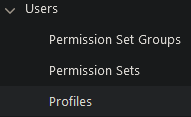 Users
Permission Set Groups
Permission Sets
Profiles